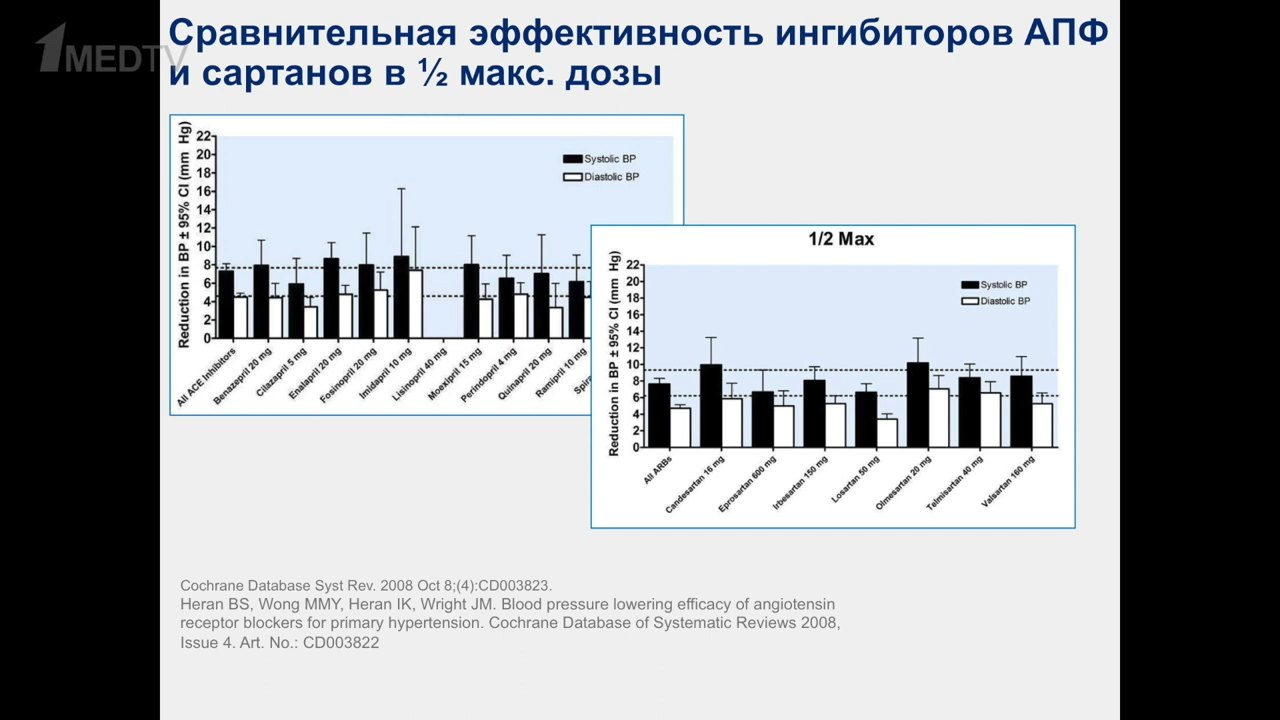 1MEDTV
Сравнительная эффективность ингибиторов АПФ
и сартанов в ½ макс. дозы
Reduction in BP ± 95% CI (mm Hg)
22
20
18
16
14
12
10
8
6
4
2
0
Systolic BP
Diastolic BP
All ACE Inhibitors
Benazepril 20 mg
Cilazapril 5 mg
Enalapril 20 mg
Fosinopril 20 mg
Imidapril 10 mg
Lisinopril 40 mg
Moexipril 15 mg
Perindopril 4 mg
Quinapril 20 mg
Ramipril 10 mg
1/2 Max
Reduction in BP ± 95% CI (mm Hg)
22
20
18
16
14
12
10
8
6
4
2
0
Systolic BP
Diastolic BP
All ARBs
Candesartan 16 mg
Eprosartan 600 mg
Irbesartan 150 mg
Losartan 50 mg
Olmesartan 20 mg
Telmisartan 40 mg
Valsartan 160 mg
Cochrane Database Syst Rev. 2008 Oct 8;(4):CD003823.
Heran BS, Wong MMY, Heran IK, Wright JM. Blood pressure lowering efficacy of angiotensin
receptor blockers for primary hypertension. Cochrane Database of Systematic Reviews 2008,
Issue 4. Art. No.: CD003822